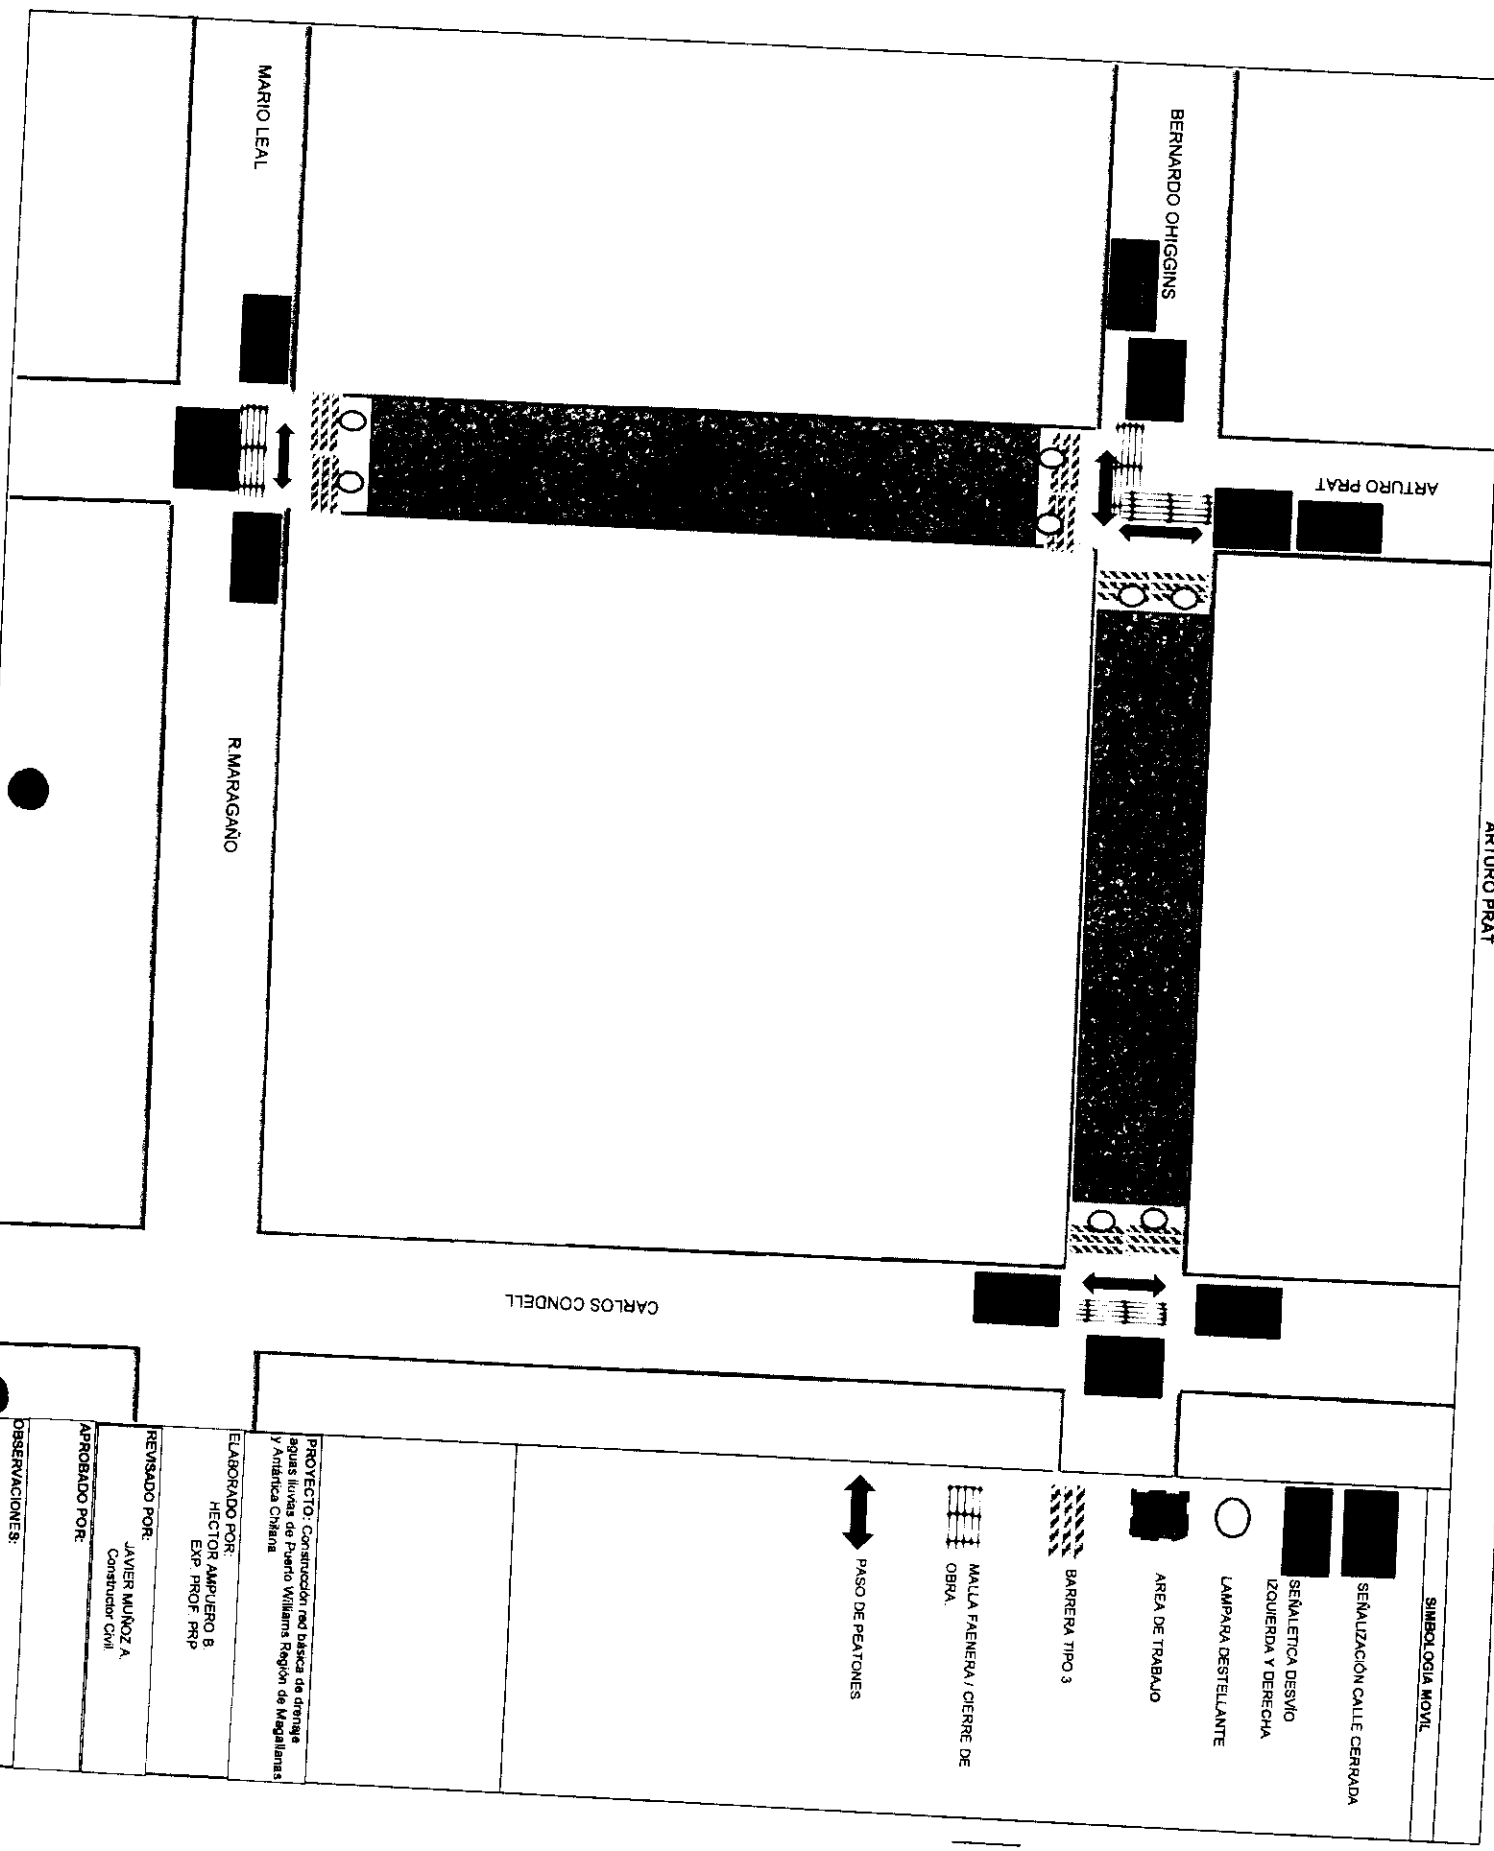 ARTURO PRAT
MARIO LEAL
BERNARDO OHIGGINS
ARTURO PRAT
R.MARAGAÑO
CARLOS CONDELL
SIMBOLOGIA MOVIL
SEÑALIZACIÓN CALLE CERRADA
SEÑALETICA DESVÍO
IZQUIERDA Y DERECHA
LAMPARA DESTELLANTE
AREA DE TRABAJO
BARRERA TIPO 3
MALLA FAENERA / CIERRE DE
OBRA.
PASO DE PEATONES
PROYECTO: Construcción red básica de drenaje
aguas lluvias de Puerto Williams Región de Magallanas
y Antártica Chilana
ELABORADO POR:
HECTOR AMPUERO B.
EXP. PROF. PRP
REVISADO POR:
JAVIER MUÑOZ A.
Constructor Civil.
APROBADO POR:
OBSERVACIONES: